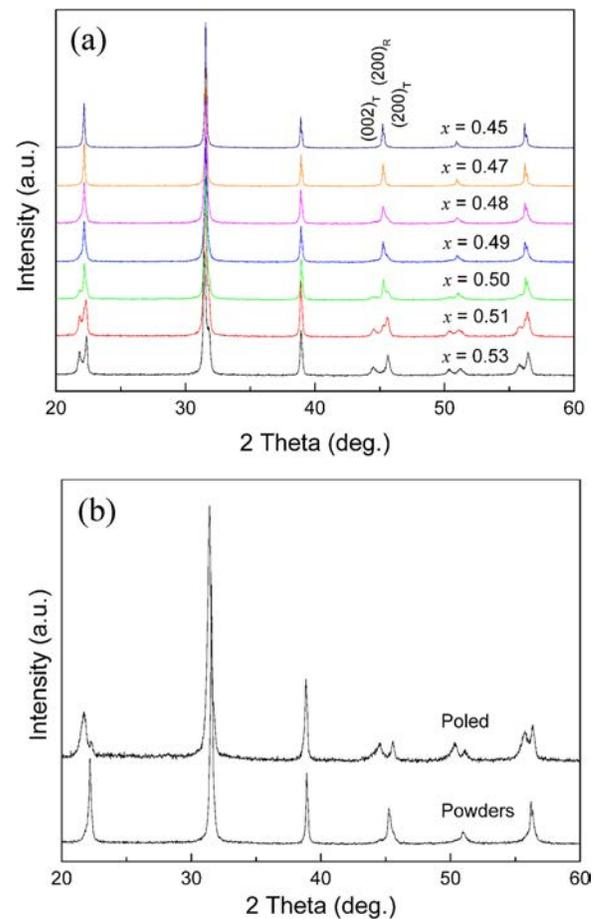 (a)
(002)T
(200)R
(200)T
x = 0.45
x = 0.47
x = 0.48
x = 0.49
x = 0.50
x = 0.51
x = 0.53
Intensity (a.u.)
20 30 40 50 60
2 Theta (deg.)
(b)
Poled
Powders
Intensity (a.u.)
20 30 40 50 60
2 Theta (deg.)